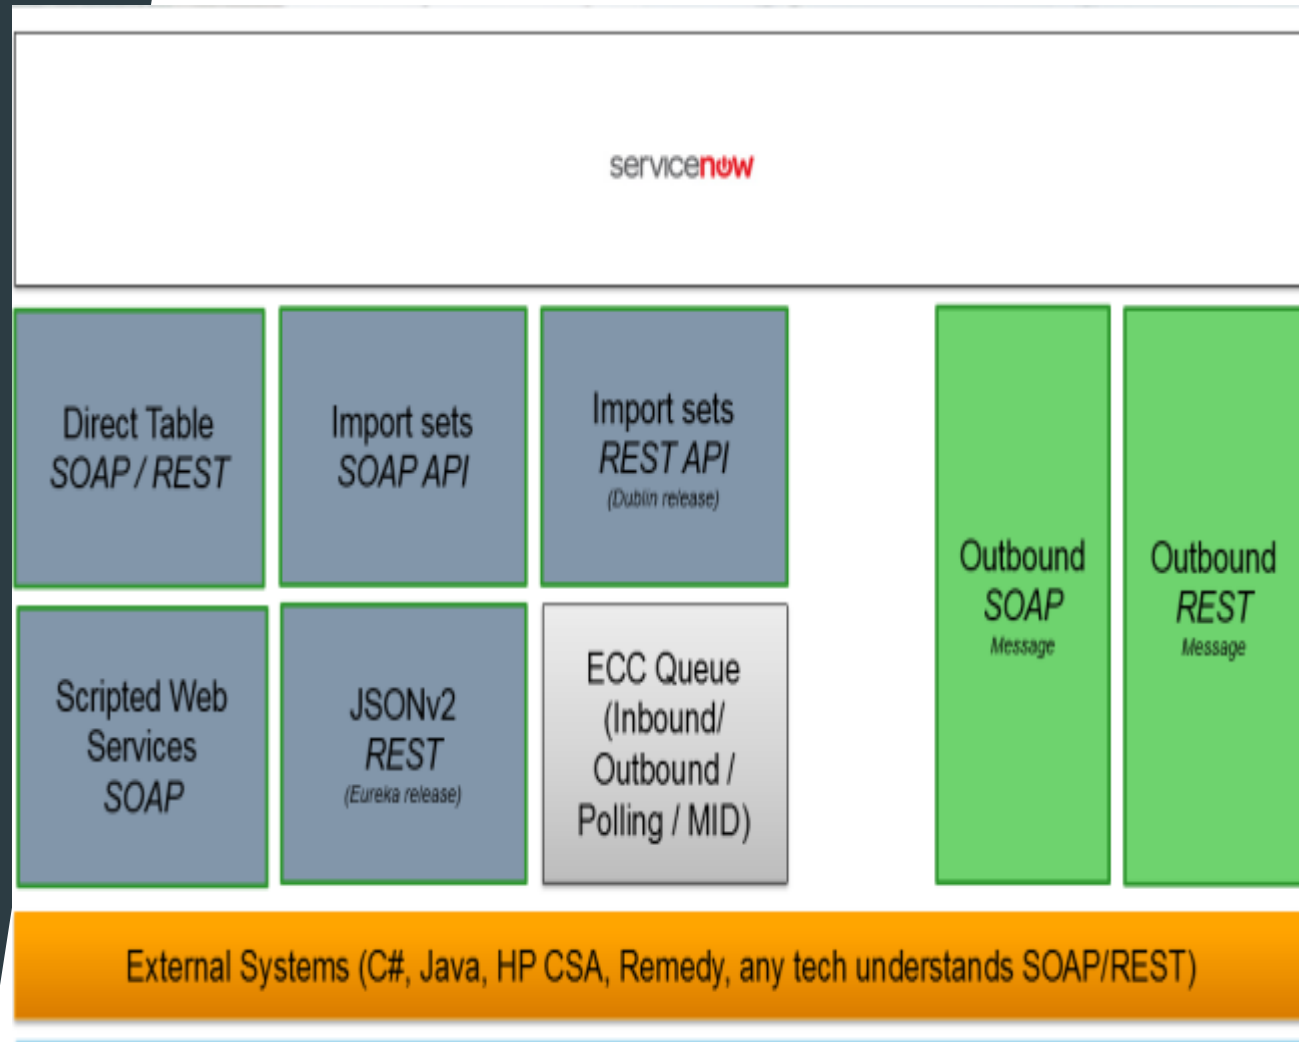 servicenow
Direct Table
SOAP / REST
Import sets
SOAP API
Import sets
REST API
(Dublin release)
Scripted Web
Services
SOAP
JSONv2
REST
(Eureka release)
ECC Queue
(Inbound/
Outbound /
Polling / MID)
Outbound
SOAP
Message
Outbound
REST
Message
External Systems (C#, Java, HP CSA, Remedy, any tech understands SOAP/REST)